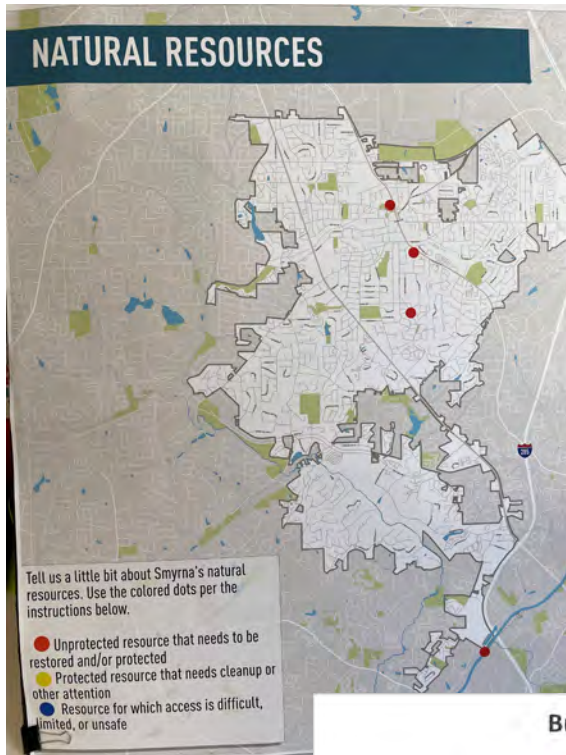 NATURAL RESOURCES
285
Tell us a little bit about Smyrna's natural
resources. Use the colored dots per the
instructions below.
Unprotected resource that needs to be
restored and/or protected
Protected resource that needs cleanup or
other attention
Resource for which access is difficult,
limited, or unsafe